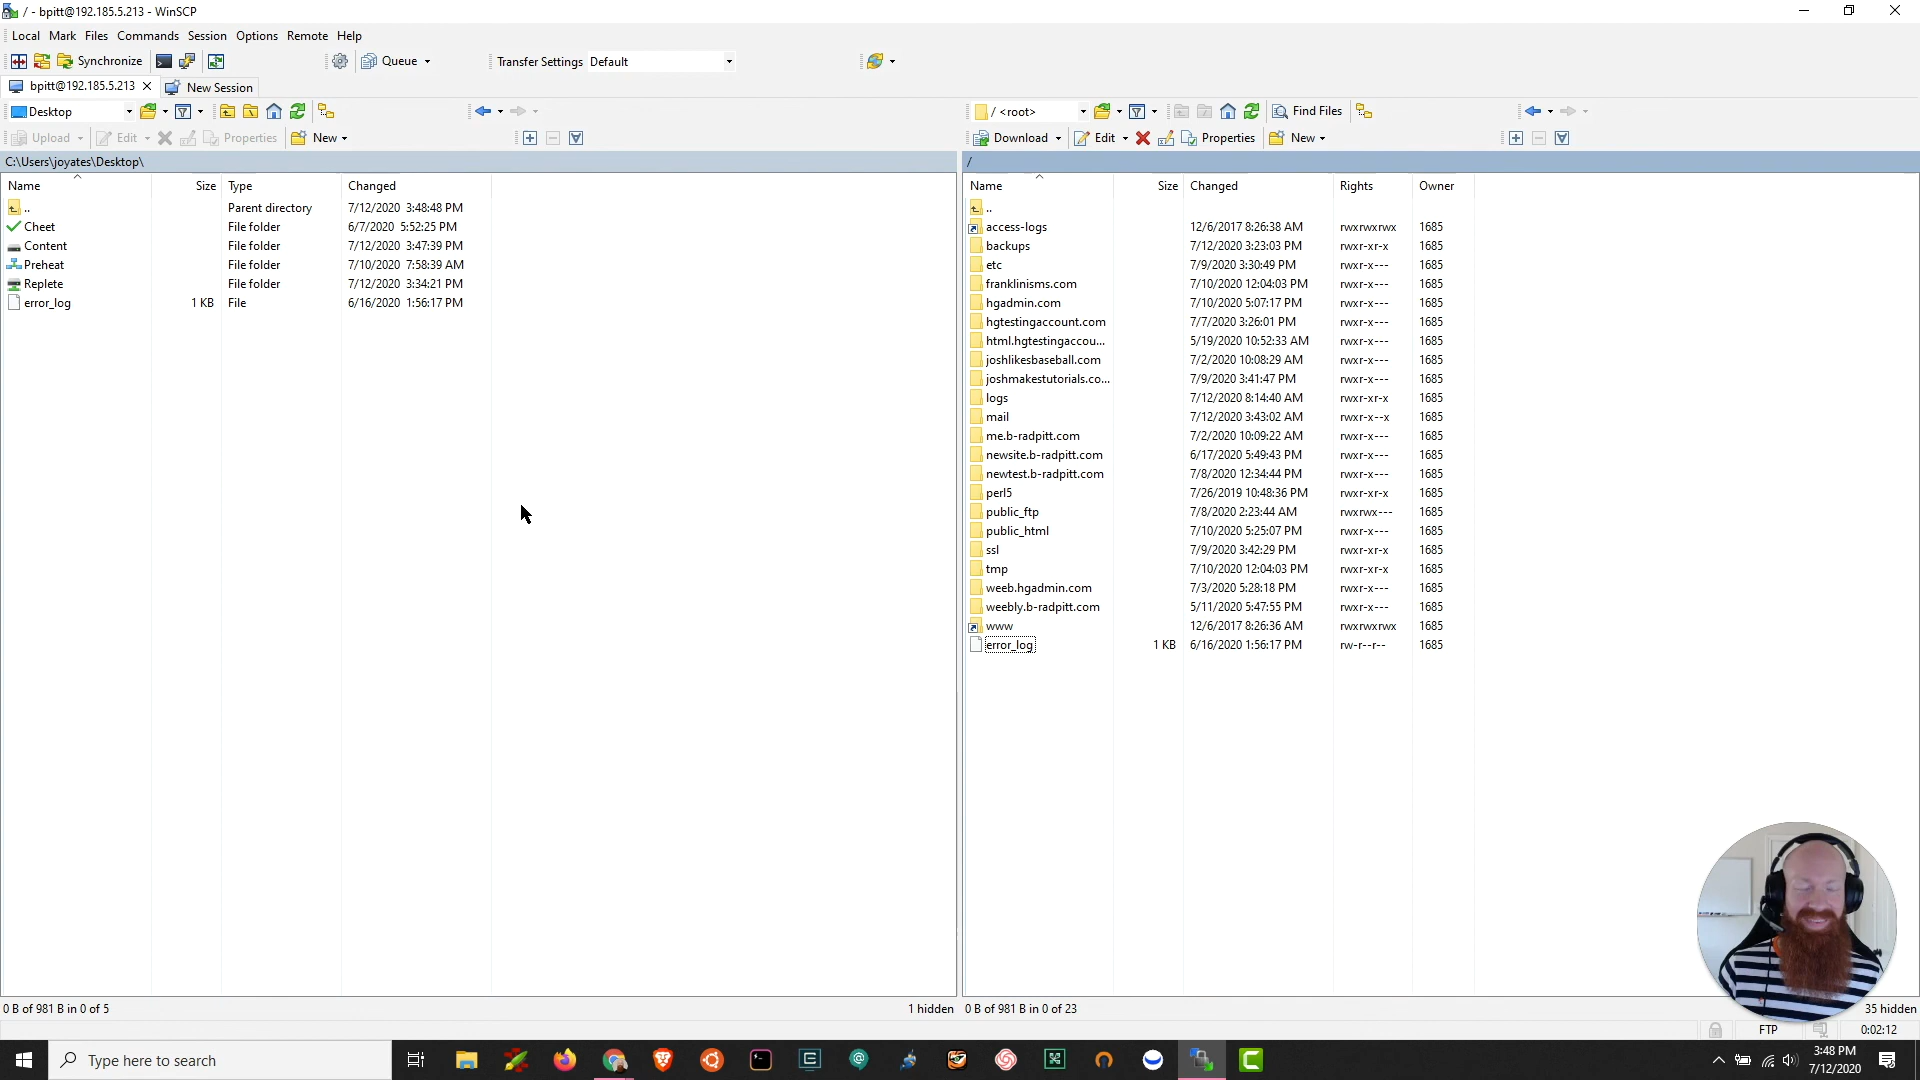 / - bpitt@192.185.5.213 - WinSCP
Local Mark Files Commands Session Options Remote Help
Synchronize Queue Transfer Settings Default
bpitt@192.185.5.213 New Session
Desktop / <root> Find Files
Upload Edit Properties New Download Edit Properties New
C:\Users\joyates\Desktop\ /
Name Size Type Changed Name Size Changed Rights Owner
.. Parent directory 7/12/2020 3:48:48 PM ..
Cheet File folder 6/7/2020 5:52:25 PM access-logs 12/6/2017 8:26:38 AM rwxrwxrwx 1685
Content File folder 7/12/2020 3:47:39 PM backups 7/12/2020 3:23:03 PM rwxr-xr-x 1685
Preheat File folder 7/10/2020 7:58:39 AM etc 7/9/2020 3:30:49 PM rwxr-x--- 1685
Replete File folder 7/12/2020 3:34:21 PM franklinisms.com 7/10/2020 12:04:03 PM rwxr-x--- 1685
error_log 1 KB File 6/16/2020 1:56:17 PM hgadmin.com 7/10/2020 5:07:17 PM rwxr-x--- 1685
hgtestingaccount.com 7/7/2020 3:26:01 PM rwxr-x--- 1685
html.hgtestingaccou... 5/19/2020 10:52:33 AM rwxr-x--- 1685
joshlikesbaseball.com 7/2/2020 10:08:29 AM rwxr-x--- 1685
joshmakestutorials.co... 7/9/2020 3:41:47 PM rwxr-x--- 1685
logs 7/12/2020 8:14:40 AM rwxr-xr-x 1685
mail 7/12/2020 3:43:02 AM rwxr-x--x 1685
me.b-radpitt.com 7/2/2020 10:09:22 AM rwxr-x--- 1685
newsite.b-radpitt.com 6/17/2020 5:49:43 PM rwxr-x--- 1685
newtest.b-radpitt.com 7/8/2020 12:34:44 PM rwxr-x--- 1685
perl5 7/26/2019 10:48:36 PM rwxr-xr-x 1685
public_ftp 7/8/2020 2:23:44 AM rwxrwx--- 1685
public_html 7/10/2020 5:25:07 PM rwxr-x--- 1685
ssl 7/9/2020 3:42:29 PM rwxr-xr-x 1685
tmp 7/10/2020 12:04:03 PM rwxr-xr-x 1685
weeb.hgadmin.com 7/3/2020 5:28:18 PM rwxr-x--- 1685
weebly.b-radpitt.com 5/11/2020 5:47:55 PM rwxr-x--- 1685
www 12/6/2017 8:26:36 AM rwxrwxrwx 1685
error_log 1 KB 6/16/2020 1:56:17 PM rw-r--r-- 1685
0 B of 981 B in 0 of 5 1 hidden 0 B of 981 B in 0 of 23 35 hidden
FTP 0:02:12
Type here to search 3:48 PM
7/12/2020